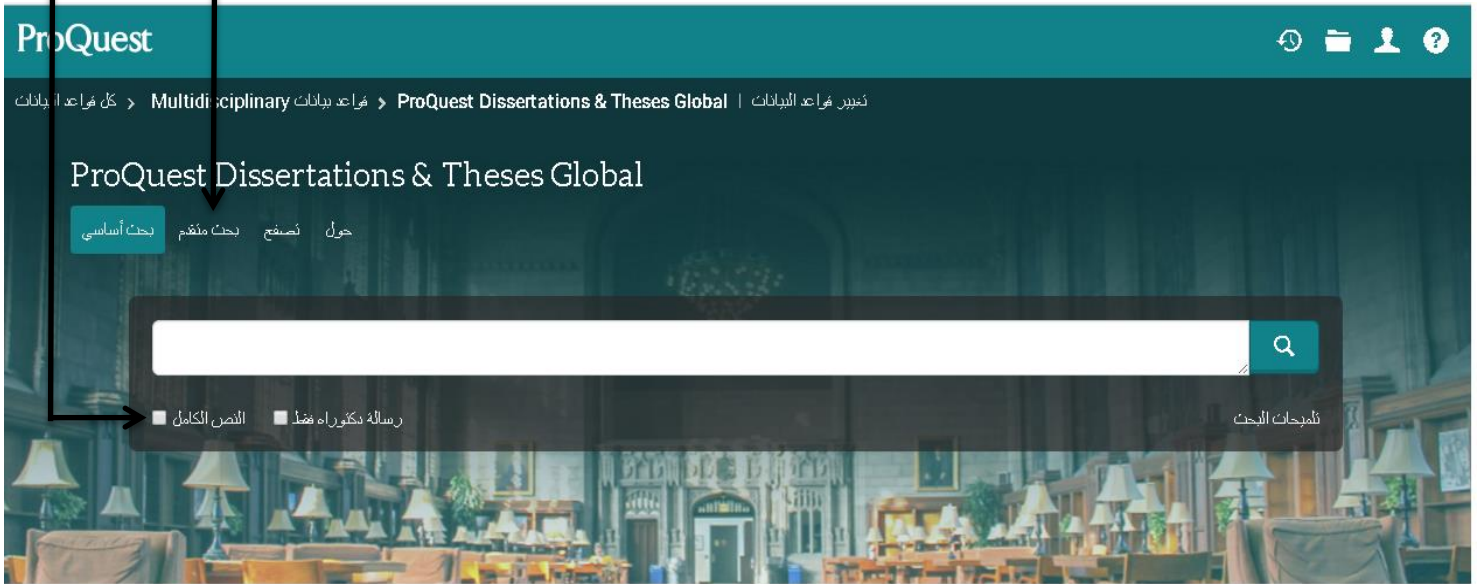 ProQuest
كل قواعد البيانات > Multidisciplinary قواعد بيانات > ProQuest Dissertations & Theses Global | تغيير قواعد البيانات
ProQuest Dissertations & Theses Global
بحث أساسي بحث متقدم تصفح حول
النص الكامل رسالة دكتوراه فقط تلميحات البحث